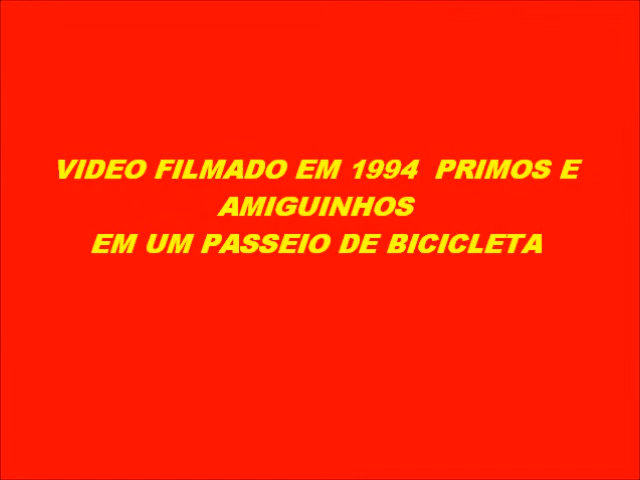 VIDEO FILMADO EM 1994  PRIMOS E
AMIGUINHOS
EM UM PASSEIO DE BICICLETA